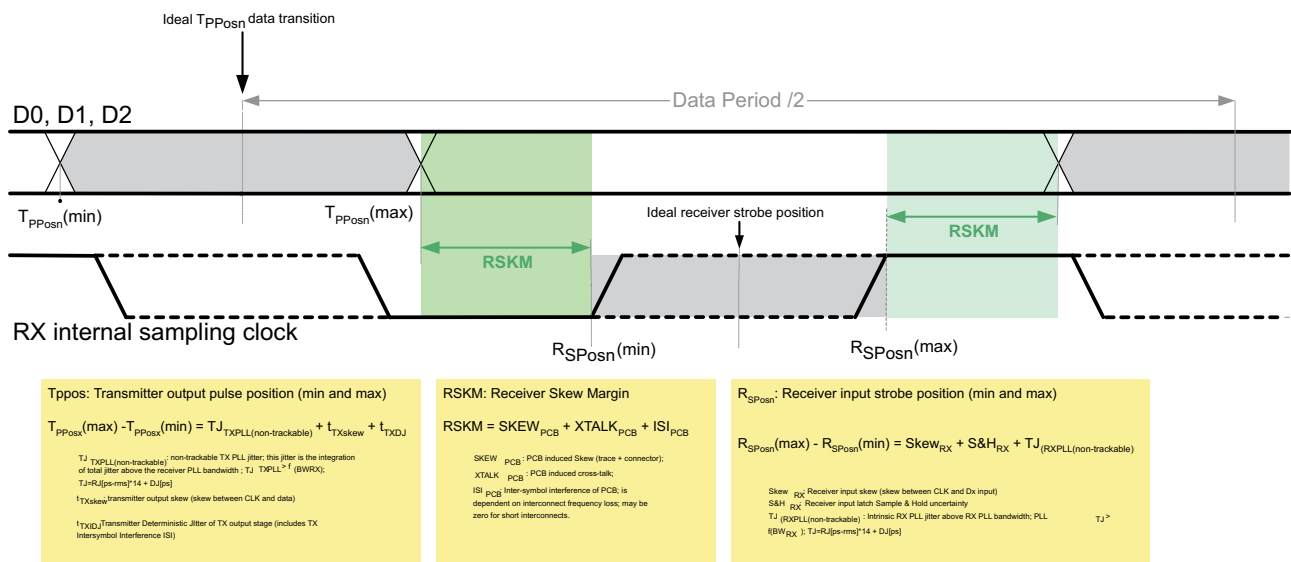 Ideal TPPosn data transition
Data Period /2
D0, D1, D2
TPPosn(min)
TPPosn(max)
Ideal receiver strobe position
RSKM
RSKM
RX internal sampling clock
RSPosn(min)
RSPosn(max)
Tppos: Transmitter output pulse position (min and max)
TPPosx(max) -TPPosx(min) = TJTXPLL(non-trackable) + tTXskew + tTXDJ
TJ TXPLL(non-trackable): non-trackable TX PLL jitter; this jitter is the integration
of total jitter above the receiver PLL bandwidth ; TJ TXPLL> f (BWRX);
TJ=RJ[ps-rms]*14 + DJ[ps]
tTXskew:transmitter output skew (skew between CLK and data)
tTXIDJ:Transmitter Deterministic Jitter of TX output stage (includes TX
Intersymbol Interference ISI)
RSKM: Receiver Skew Margin
RSKM = SKEWPCB + XTALKPCB + ISIPCB
SKEW PCB : PCB induced Skew (trace + connector);
XTALK PCB : PCB induced cross-talk;
ISI PCB: Inter-symbol interference of PCB; is
dependent on interconnect frequency loss; may be
zero for short interconnects.
RSPosn: Receiver input strobe position (min and max)
RSPosn(max) - RSPosn(min) = SkewRX + S&HRX + TJ(RXPLL(non-trackable)
Skew RX: Receiver input skew (skew between CLK and Dx input)
S&H RX: Receiver input latch Sample & Hold uncertainty
TJ (RXPLL(non-trackable) : Intrinsic RX PLL jitter above RX PLL bandwidth; PLL TJ >
f(BWRX ); TJ=RJ[ps-rms]*14 + DJ[ps]